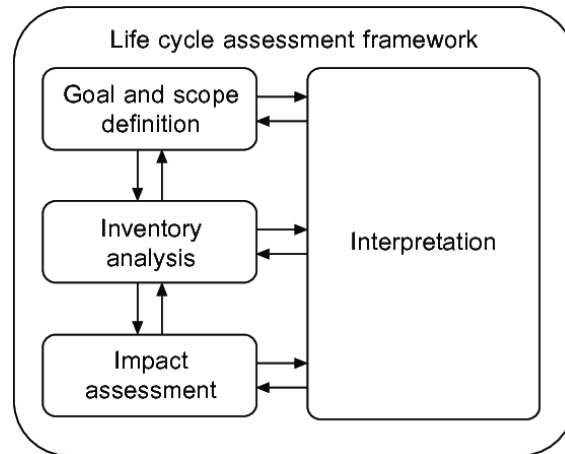 Life cycle assessment framework
Goal and scope
definition
Inventory
analysis
Impact
assessment
Interpretation